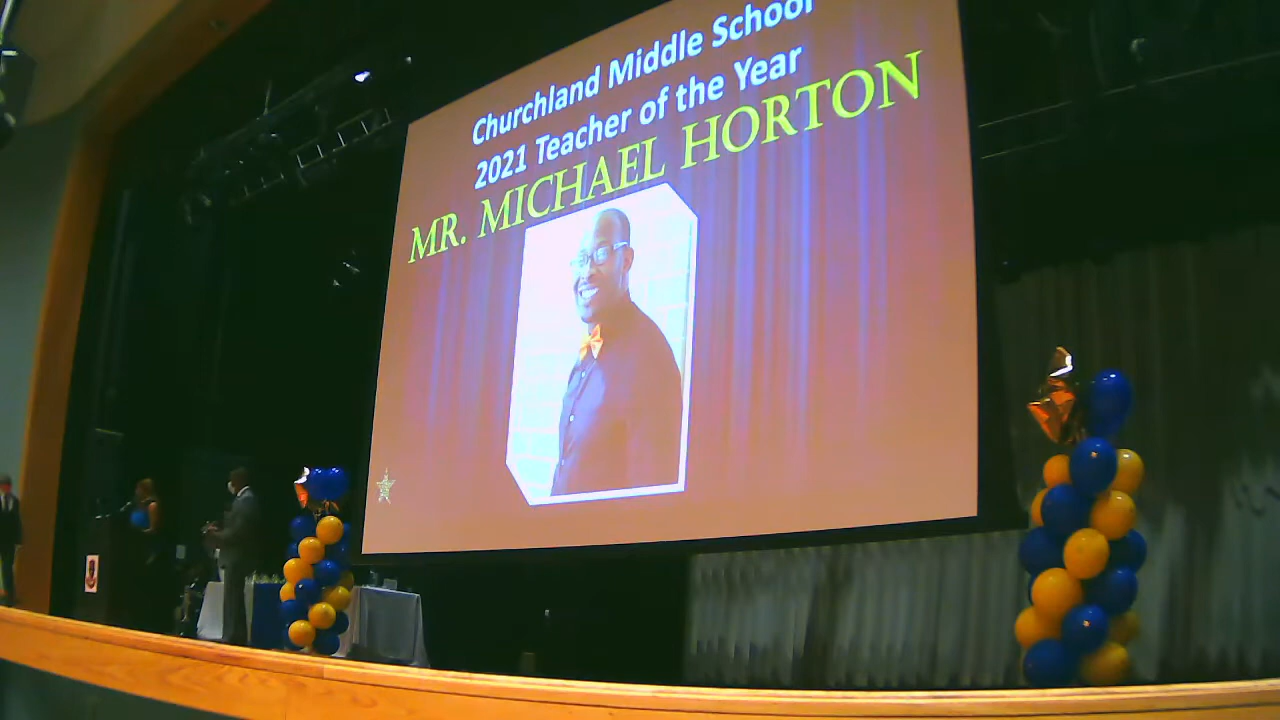 Churchland Middle School
2021 Teacher of the Year
MR. MICHAEL HORTON